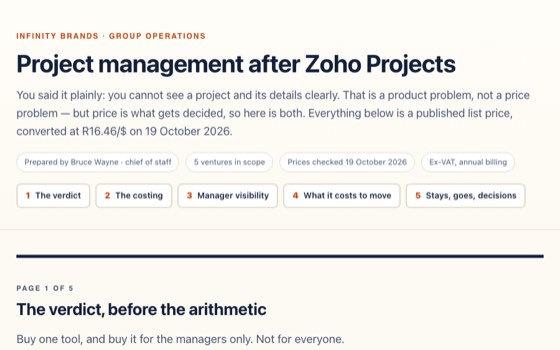 INFINITY BRANDS · GROUP OPERATIONS
Project management after Zoho Projects
You said it plainly: you cannot see a project and its details clearly. That is a product problem, not a price
problem — but price is what gets decided, so here is both. Everything below is a published list price,
converted at R16.46/$ on 19 October 2026.
Prepared by Bruce Wayne · chief of staff
5 ventures in scope
Prices checked 19 October 2026
Ex-VAT, annual billing
1 The verdict
2 The costing
3 Manager visibility
4 What it costs to move
5 Stays, goes, decisions
PAGE 1 OF 5
The verdict, before the arithmetic
Buy one tool, and buy it for the managers only. Not for everyone.